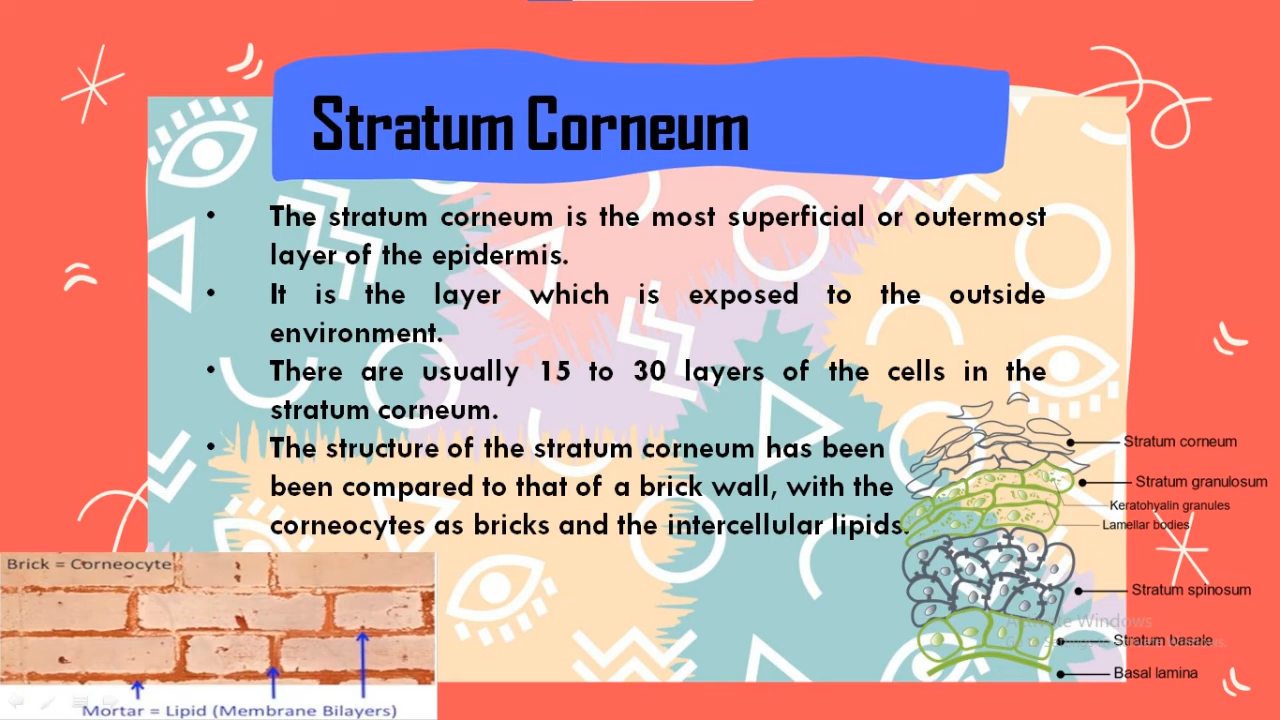 Stratum Corneum
• The stratum corneum is the most superficial or outermost
layer of the epidermis.
• It is the layer which is exposed to the outside
environment.
• There are usually 15 to 30 layers of the cells in the
stratum corneum.
• The structure of the stratum corneum has been
been compared to that of a brick wall, with the
corneocytes as bricks and the intercellular lipids.
Stratum corneum
Stratum granulosum
Keratohyalin granules
Lamellar bodies
Stratum spinosum
Activate Windows
Stratum basale
Basal lamina
Brick = Corneocyte
Mortar = Lipid (Membrane Bilayers)